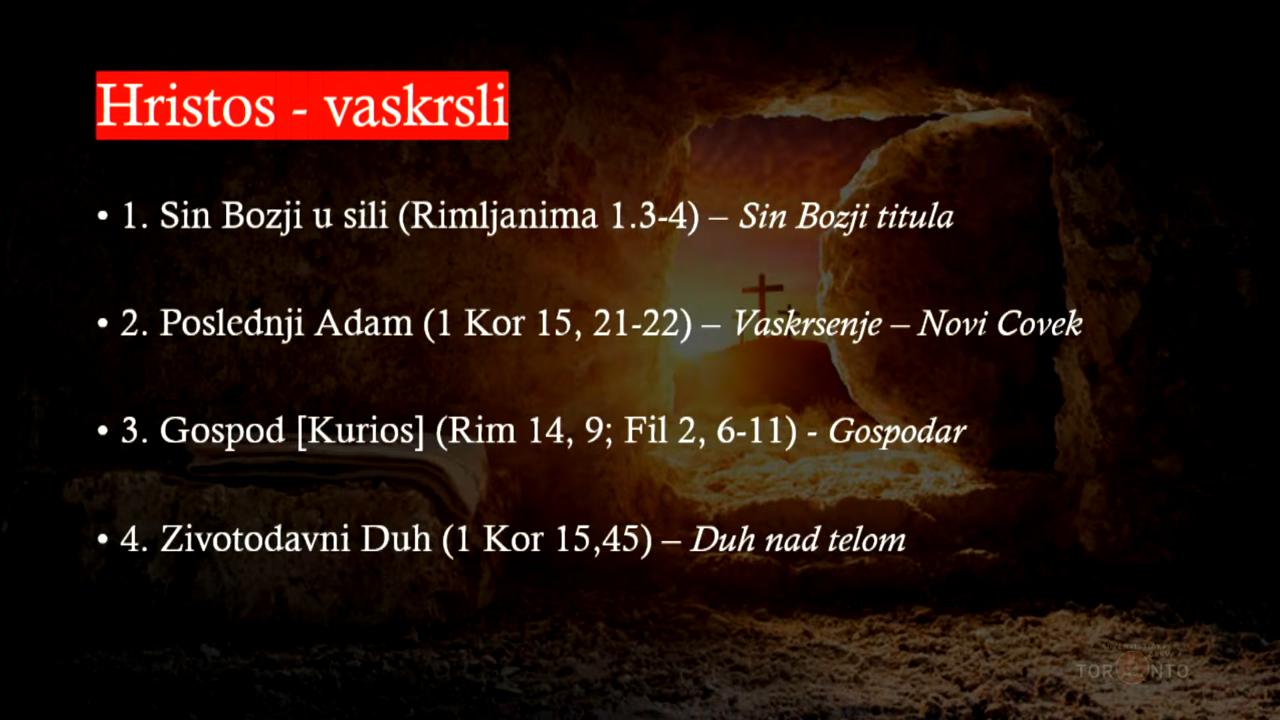 Hristos - vaskrsli
• 1. Sin Bozji u sili (Rimljanima 1.3-4) – Sin Bozji titula
• 2. Poslednji Adam (1 Kor 15, 21-22) – Vaskrsenje – Novi Covek
• 3. Gospod [Kurios] (Rim 14, 9; Fil 2, 6-11) - Gospodar
• 4. Zivotodavni Duh (1 Kor 15,45) – Duh nad telom
TORONTO